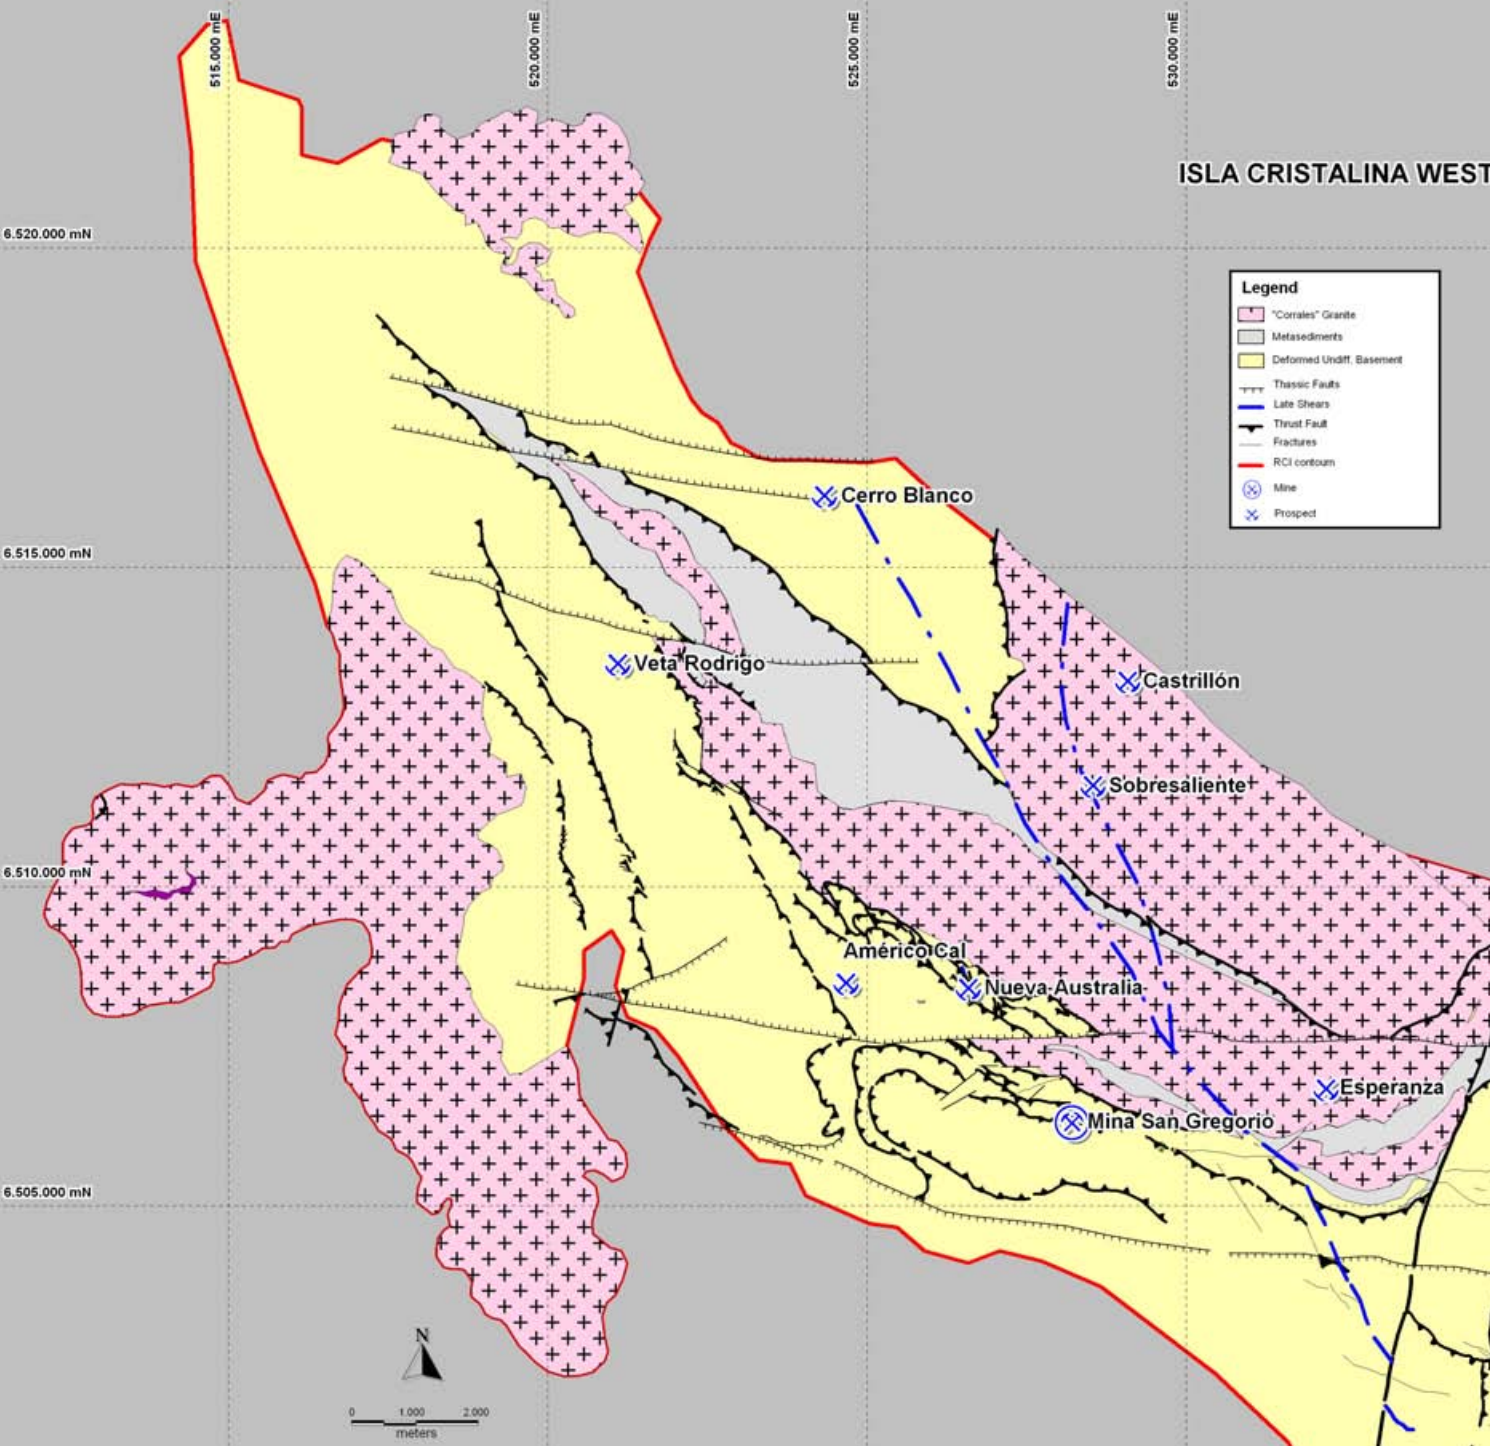 515.000 mE
520.000 mE
525.000 mE
530.000 mE
ISLA CRISTALINA WEST
6.520.000 mN
Legend
"Corrales" Granite
Metasediments
Deformed Undiff. Basement
Thassic Faults
Late Shears
Thrust Fault
Fractures
RCI contourn
Mine
Prospect
Cerro Blanco
6.515.000 mN
Veta Rodrigo
Castrillón
Sobresaliente
6.510.000 mN
Américo Cal
Nueva Australia
Esperanza
Mina San Gregorio
6.505.000 mN
N
0 1.000 2.000
meters